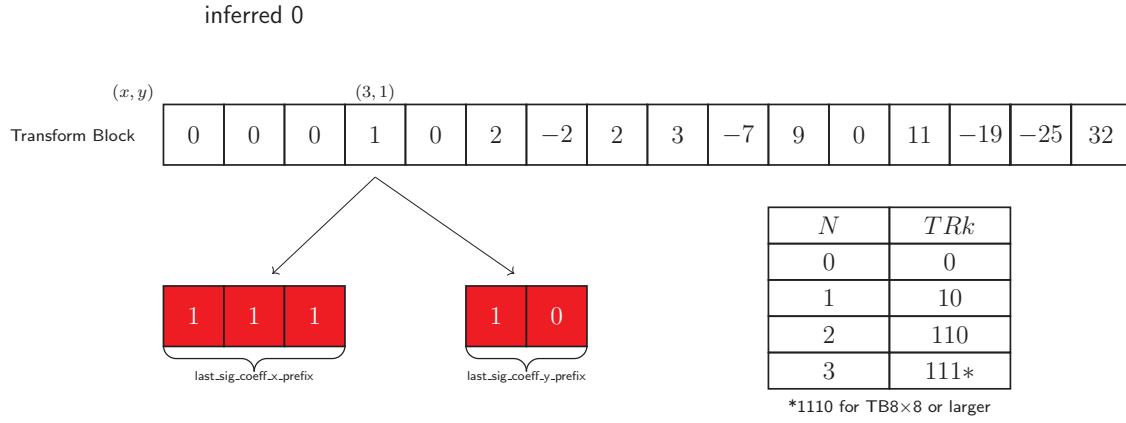 inferred 0
(x, y) (3, 1)
Transform Block 0 0 0 1 0 2 −2 2 3 −7 9 0 11 −19 −25 32
N TRk
0 0
1 10
2 110
3 111*
*1110 for TB8×8 or larger
1 1 1 1 0
last_sig_coeff_x_prefix last_sig_coeff_y_prefix